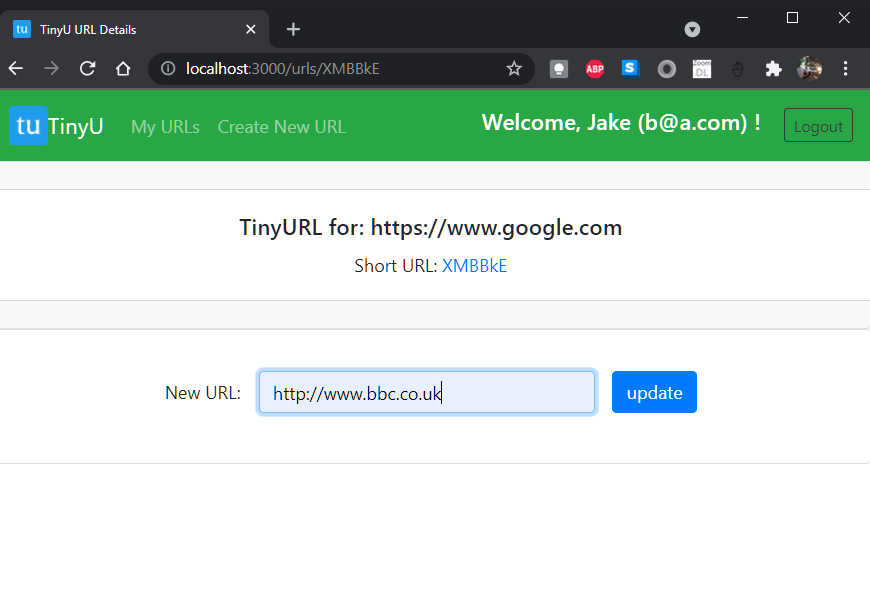 tu TinyU URL Details
localhost:3000/urls/XMBBkE
ABP
S
Zoom
DL
tu TinyU My URLs Create New URL Welcome, Jake (b@a.com) ! Logout
TinyURL for: https://www.google.com
Short URL: XMBBkE
New URL: http://www.bbc.co.uk update